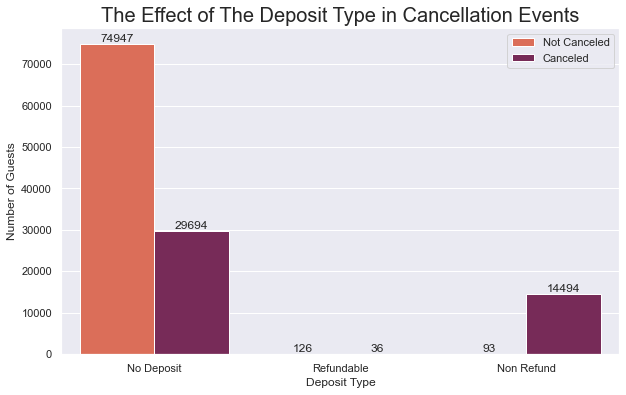 The Effect of The Deposit Type in Cancellation Events
Not Canceled
Canceled
74947
29694
126
36
93
14494
70000
60000
50000
40000
30000
20000
10000
0
Number of Guests
No Deposit
Refundable
Non Refund
Deposit Type